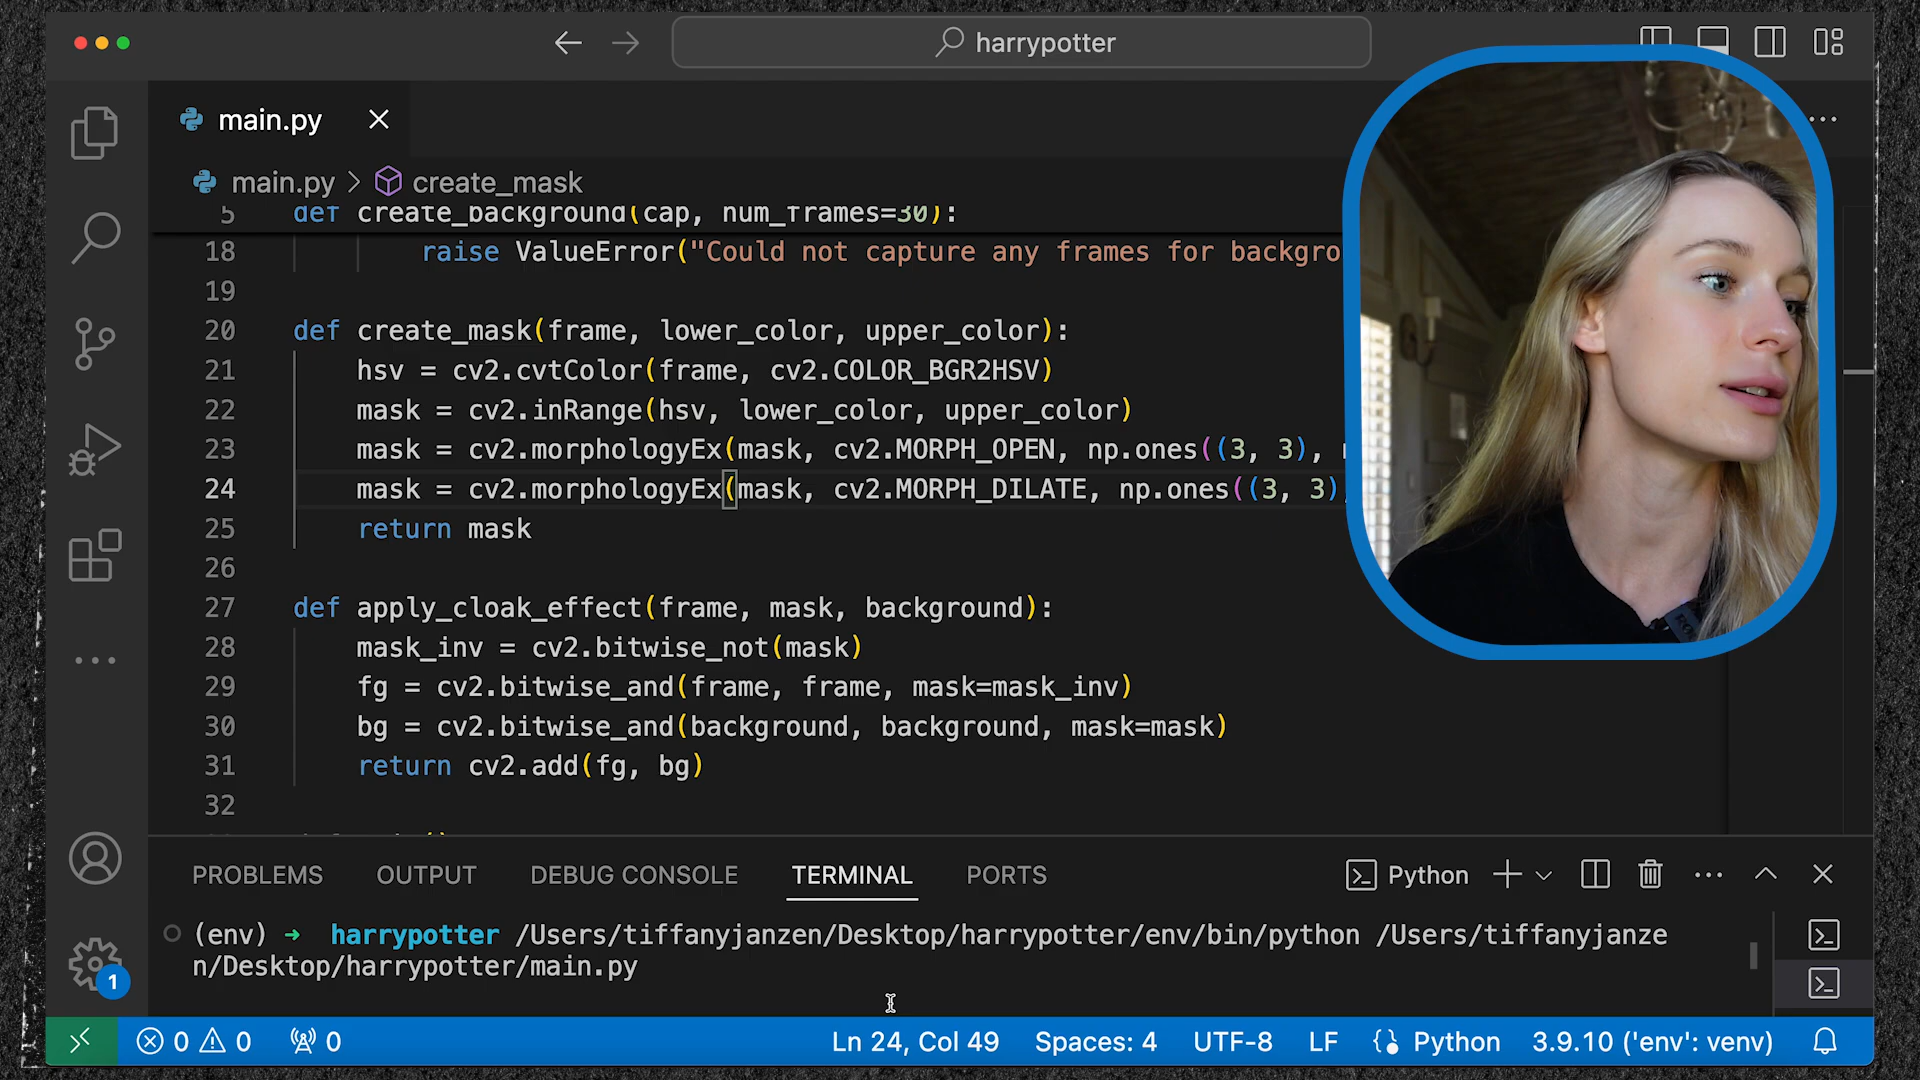 harrypotter
main.py
main.py > create_mask
5 def create_background(cap, num_frames=30):
18 raise ValueError("Could not capture any frames for backgro
19
20 def create_mask(frame, lower_color, upper_color):
21 hsv = cv2.cvtColor(frame, cv2.COLOR_BGR2HSV)
22 mask = cv2.inRange(hsv, lower_color, upper_color)
23 mask = cv2.morphologyEx(mask, cv2.MORPH_OPEN, np.ones((3, 3),
24 mask = cv2.morphologyEx(mask, cv2.MORPH_DILATE, np.ones((3, 3),
25 return mask
26
27 def apply_cloak_effect(frame, mask, background):
28 mask_inv = cv2.bitwise_not(mask)
29 fg = cv2.bitwise_and(frame, frame, mask=mask_inv)
30 bg = cv2.bitwise_and(background, background, mask=mask)
31 return cv2.add(fg, bg)
32
PROBLEMS OUTPUT DEBUG CONSOLE TERMINAL PORTS Python
(env) → harrypotter /Users/tiffanyjanzen/Desktop/harrypotter/env/bin/python /Users/tiffanyjanze
n/Desktop/harrypotter/main.py
1
0 0 0 Ln 24, Col 49 Spaces: 4 UTF-8 LF Python 3.9.10 ('env': venv)